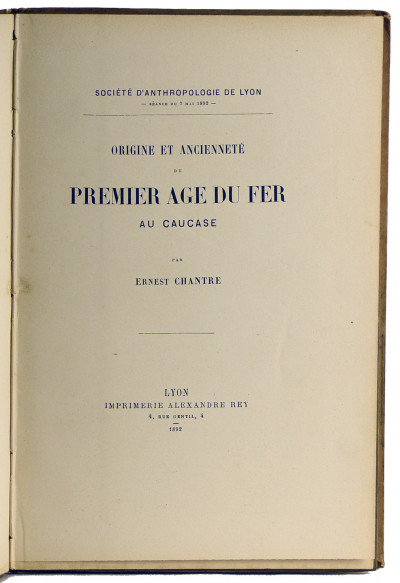 SOCIÉTÉ D'ANTHROPOLOGIE DE LYON
— SÉANCE DU 7 MAI 1892 —
ORIGINE ET ANCIENNETÉ
DU
PREMIER AGE DU FER
AU CAUCASE
PAR
ERNEST CHANTRE
LYON
IMPRIMERIE ALEXANDRE REY
4, RUE GENTIL, 4
—
1892